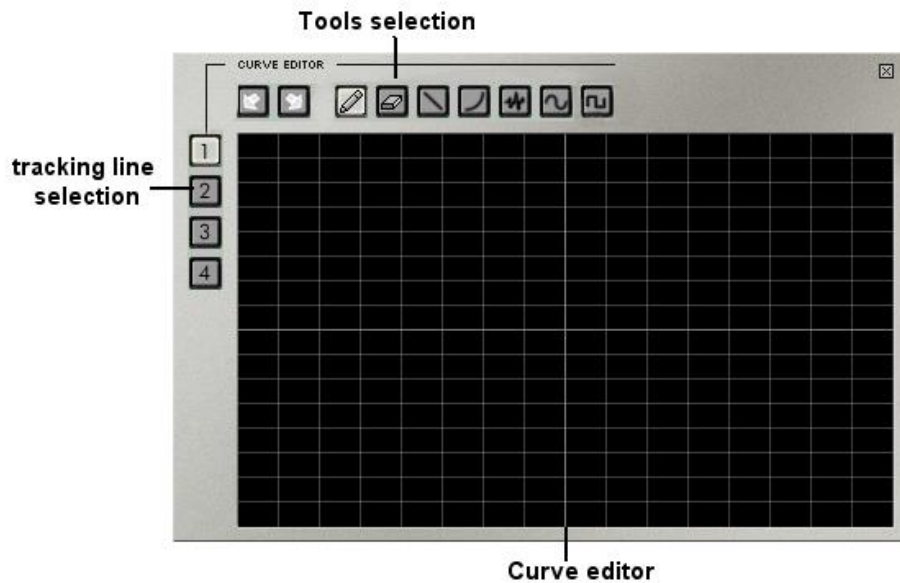 Tools selection
CURVE EDITOR
1
tracking line
selection
2
3
4
Curve editor